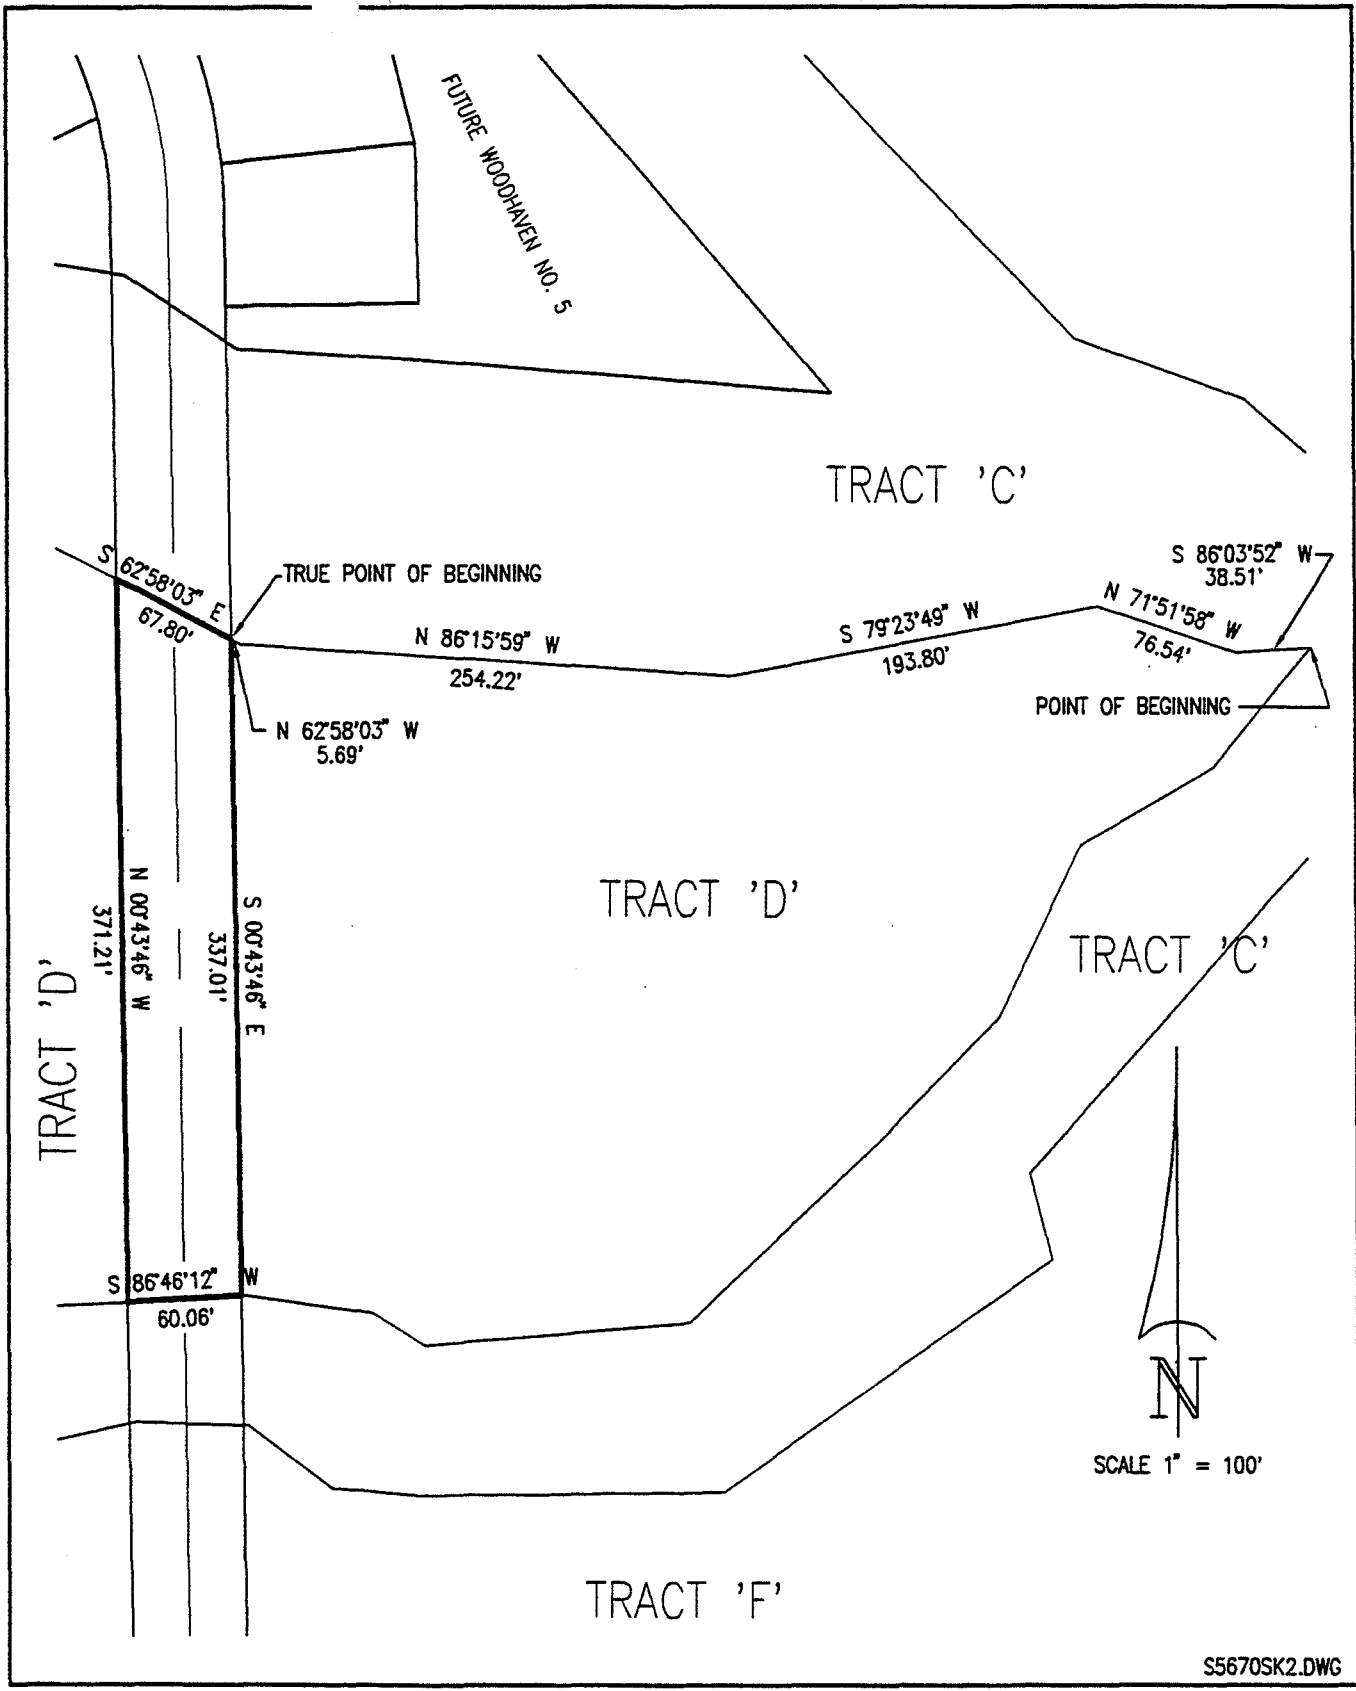 FUTURE WOODHAVEN NO. 5
TRACT 'C'
S 86°03'52" W
38.51'
S 62°58'03" E
67.80'
TRUE POINT OF BEGINNING
N 86°15'59" W
254.22'
S 79°23'49" W
193.80'
N 71°51'58" W
76.54'
POINT OF BEGINNING
N 62°58'03" W
5.69'
N 00°43'46" W
371.21'
S 00°43'46" E
337.01'
TRACT 'D'
TRACT 'D'
TRACT 'C'
S 86°46'12" W
60.06'
N
SCALE 1" = 100'
TRACT 'F'
S5670SK2.DWG